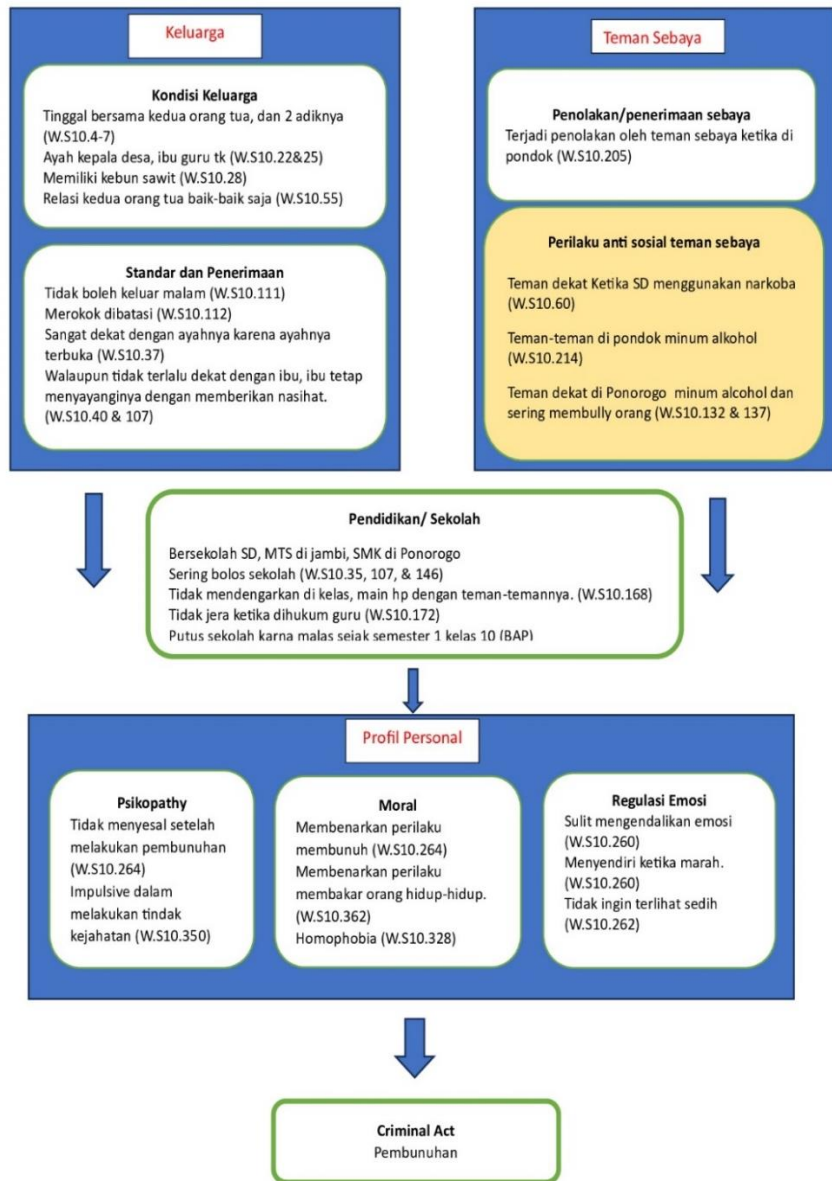 Keluarga
Kondisi Keluarga
Tinggal bersama kedua orang tua, dan 2 adiknya
(W.S10.4-7)
Ayah kepala desa, ibu guru tk (W.S10.22&25)
Memiliki kebun sawit (W.S10.28)
Relasi kedua orang tua baik-baik saja (W.S10.55)
Standar dan Penerimaan
Tidak boleh keluar malam (W.S10.111)
Merokok dibatasi (W.S10.112)
Sangat dekat dengan ayahnya karena ayahnya
terbuka (W.S10.37)
Walaupun tidak terlalu dekat dengan ibu, ibu tetap
menyayanginya dengan memberikan nasihat.
(W.S10.40 & 107)
Teman Sebaya
Penolakan/penerimaan sebaya
Terjadi penolakan oleh teman sebaya ketika di
pondok (W.S10.205)
Perilaku anti sosial teman sebaya
Teman dekat Ketika SD menggunakan narkoba
(W.S10.60)
Teman-teman di pondok minum alkohol
(W.S10.214)
Teman dekat di Ponorogo minum alcohol dan
sering membully orang (W.S10.132 & 137)
Pendidikan/ Sekolah
Bersekolah SD, MTS di jambi, SMK di Ponorogo
Sering bolos sekolah (W.S10.35, 107, & 146)
Tidak mendengarkan di kelas, main hp dengan teman-temannya. (W.S10.168)
Tidak jera ketika dihukum guru (W.S10.172)
Putus sekolah karna malas sejak semester 1 kelas 10 (BAP)
Profil Personal
Psikopathy
Tidak menyesal setelah
melakukan pembunuhan
(W.S10.264)
Impulsive dalam
melakukan tindak
kejahatan (W.S10.350)
Moral
Membenarkan perilaku
membunuh (W.S10.264)
Membenarkan perilaku
membakar orang hidup-hidup.
(W.S10.362)
Homophobia (W.S10.328)
Regulasi Emosi
Sulit mengendalikan emosi
(W.S10.260)
Menyendiri ketika marah.
(W.S10.260)
Tidak ingin terlihat sedih
(W.S10.262)
Criminal Act
Pembunuhan